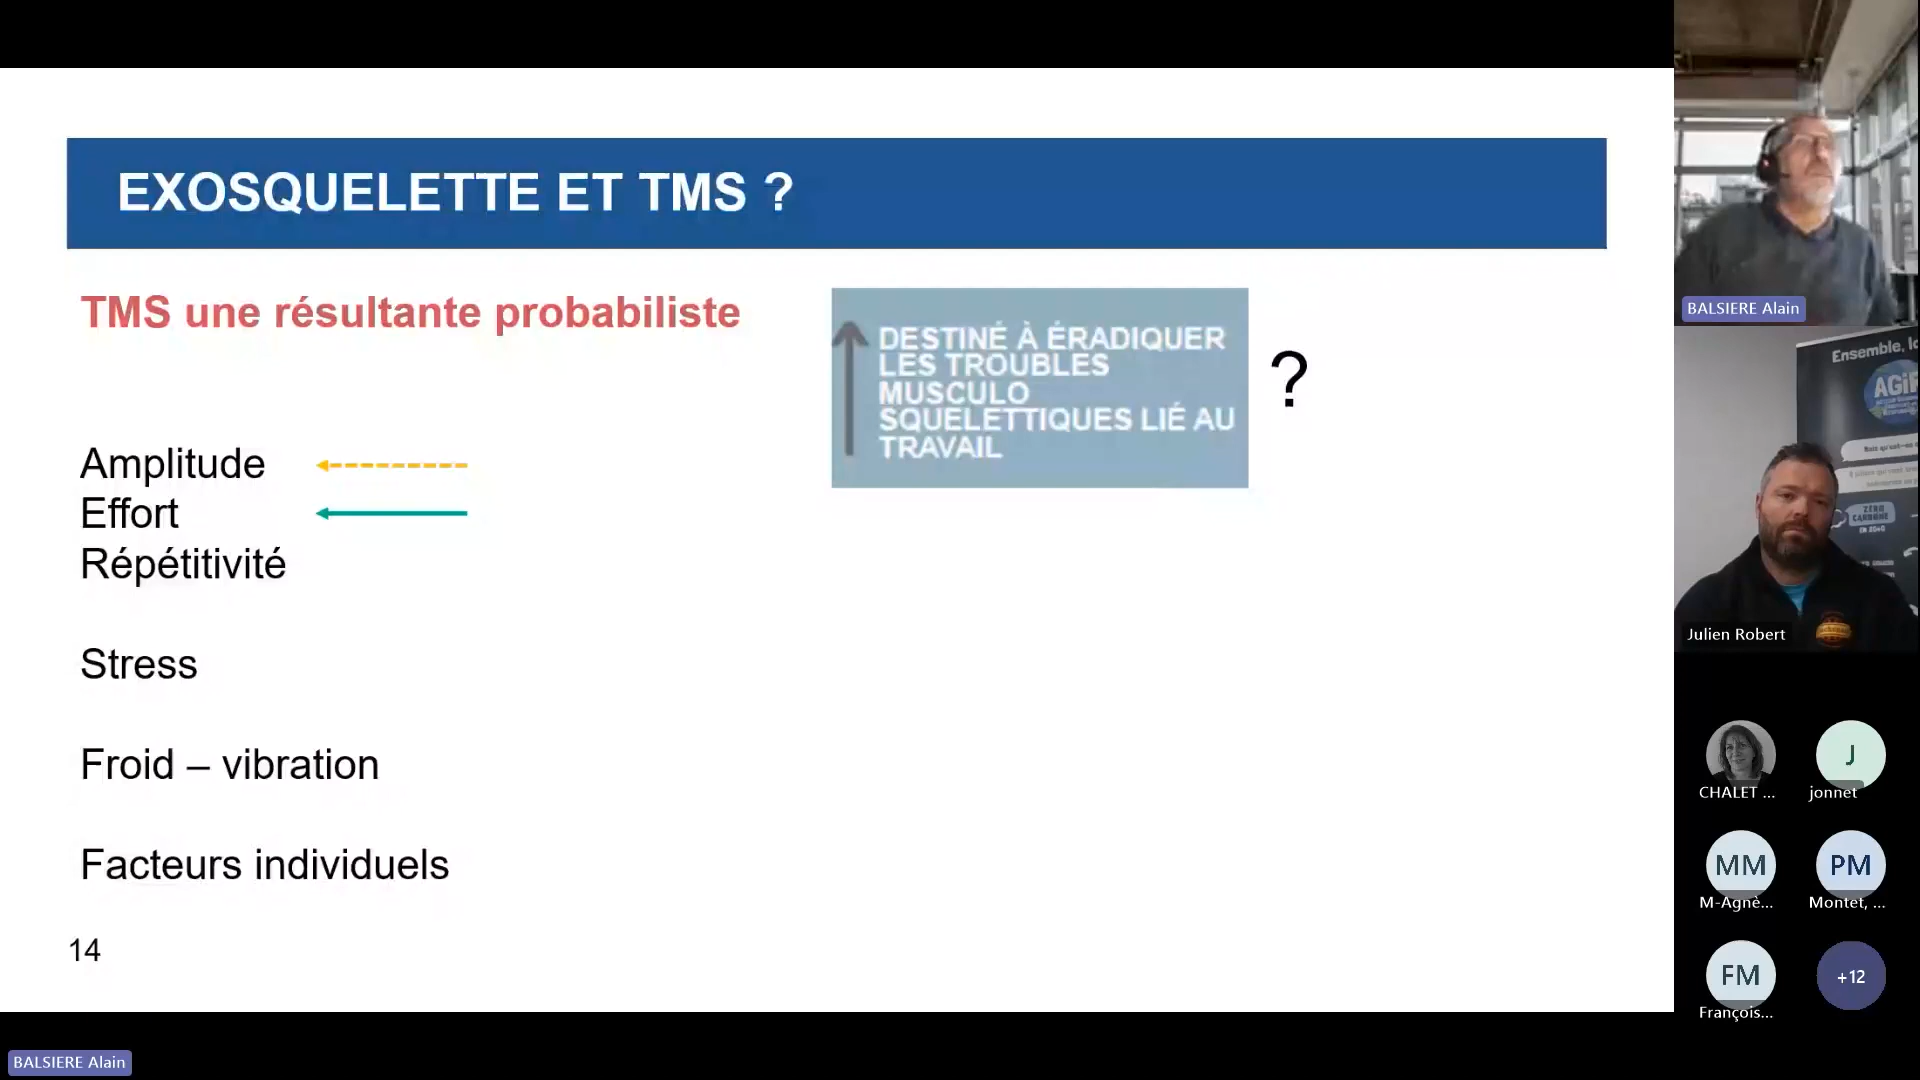 EXOSQUELETTE ET TMS ?
TMS une résultante probabiliste
DESTINÉ À ÉRADIQUER
LES TROUBLES
MUSCULO
SQUELETTIQUES LIÉ AU
TRAVAIL
?
Amplitude
Effort
Répétitivité
Stress
Froid – vibration
Facteurs individuels
14
BALSIERE Alain
BALSIERE Alain
Ensemble,
ZÉRO
CARBONE
Julien Robert
CHALET ...
J
jonnet
MM
M-Agnè...
PM
Montet, ...
FM
François...
+12